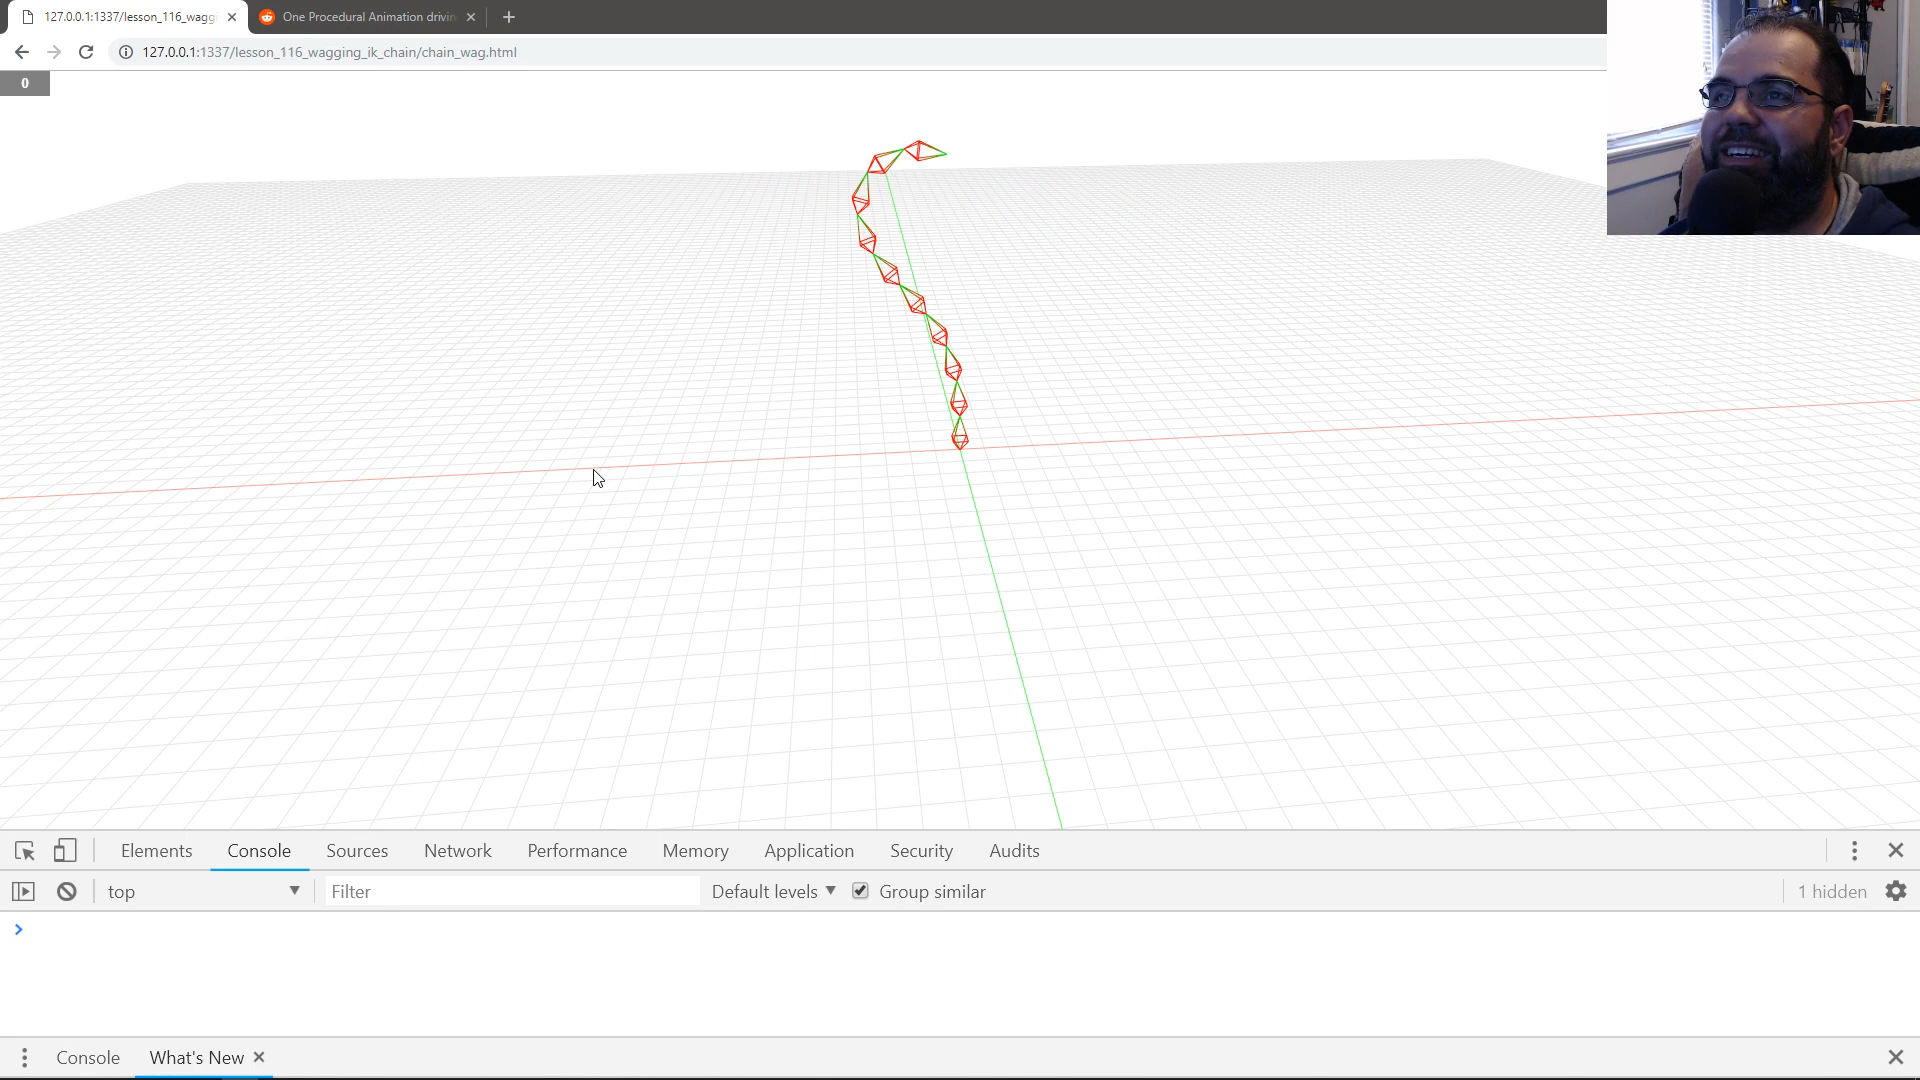 127.0.0.1:1337/lesson_116_wagg
One Procedural Animation drivin
127.0.0.1:1337/lesson_116_wagging_ik_chain/chain_wag.html
0
Elements Console Sources Network Performance Memory Application Security Audits
top Filter Default levels Group similar 1 hidden
Console What's New